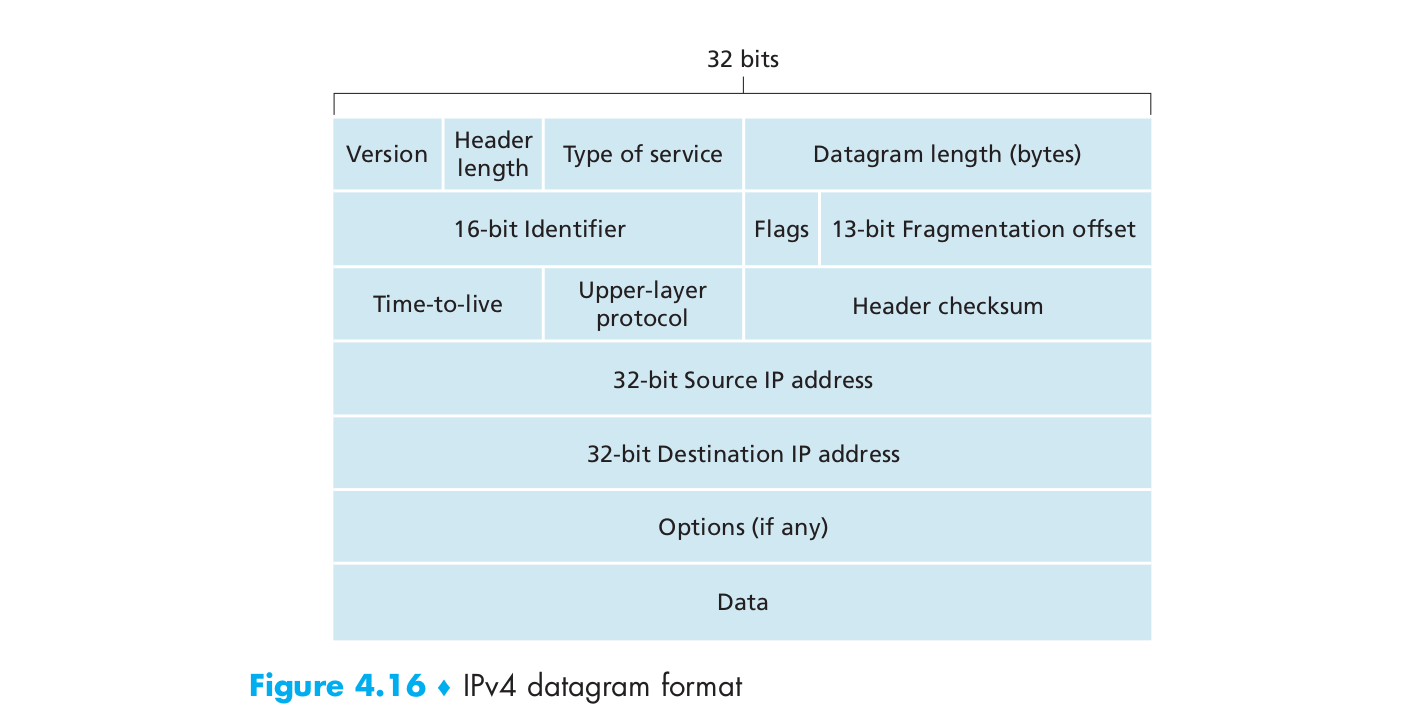 32 bits
Version
Header
length
Type of service
Datagram length (bytes)
16-bit Identifier
Flags
13-bit Fragmentation offset
Time-to-live
Upper-layer
protocol
Header checksum
32-bit Source IP address
32-bit Destination IP address
Options (if any)
Data
Figure 4.16 ♦ IPv4 datagram format